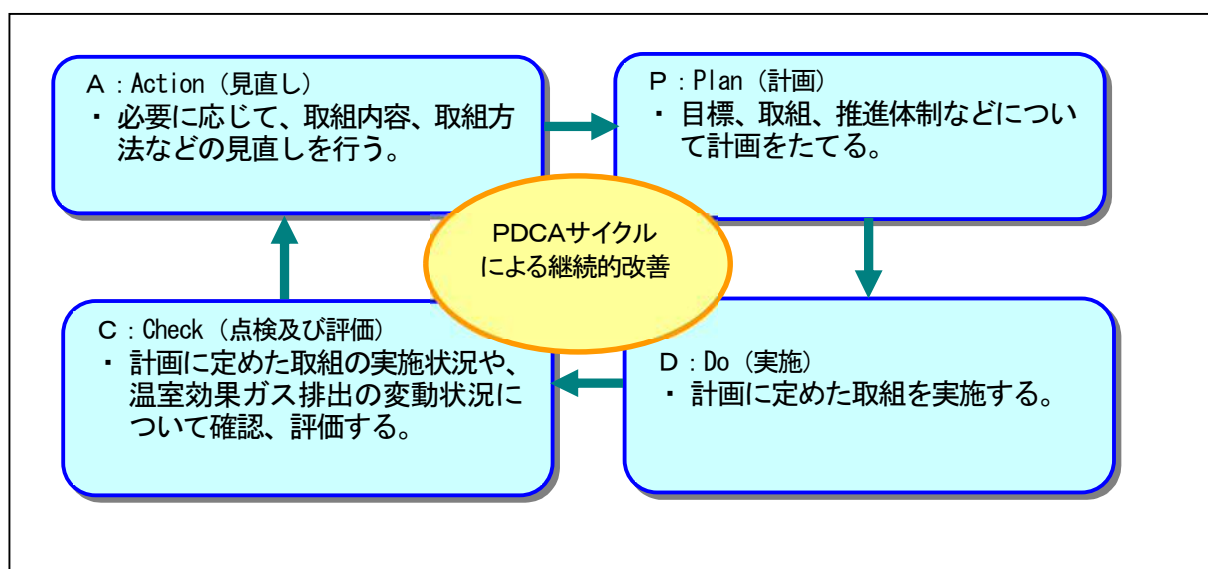 A:Action(見直し)
・ 必要に応じて、取組内容、取組方
法などの見直しを行う。
P:Plan(計画)
・ 目標、取組、推進体制などについ
て計画をたてる。
PDCAサイクル
による継続的改善
C:Check(点検及び評価)
・ 計画に定めた取組の実施状況や、
温室効果ガス排出の変動状況に
ついて確認、評価する。
D:Do(実施)
・ 計画に定めた取組を実施する。